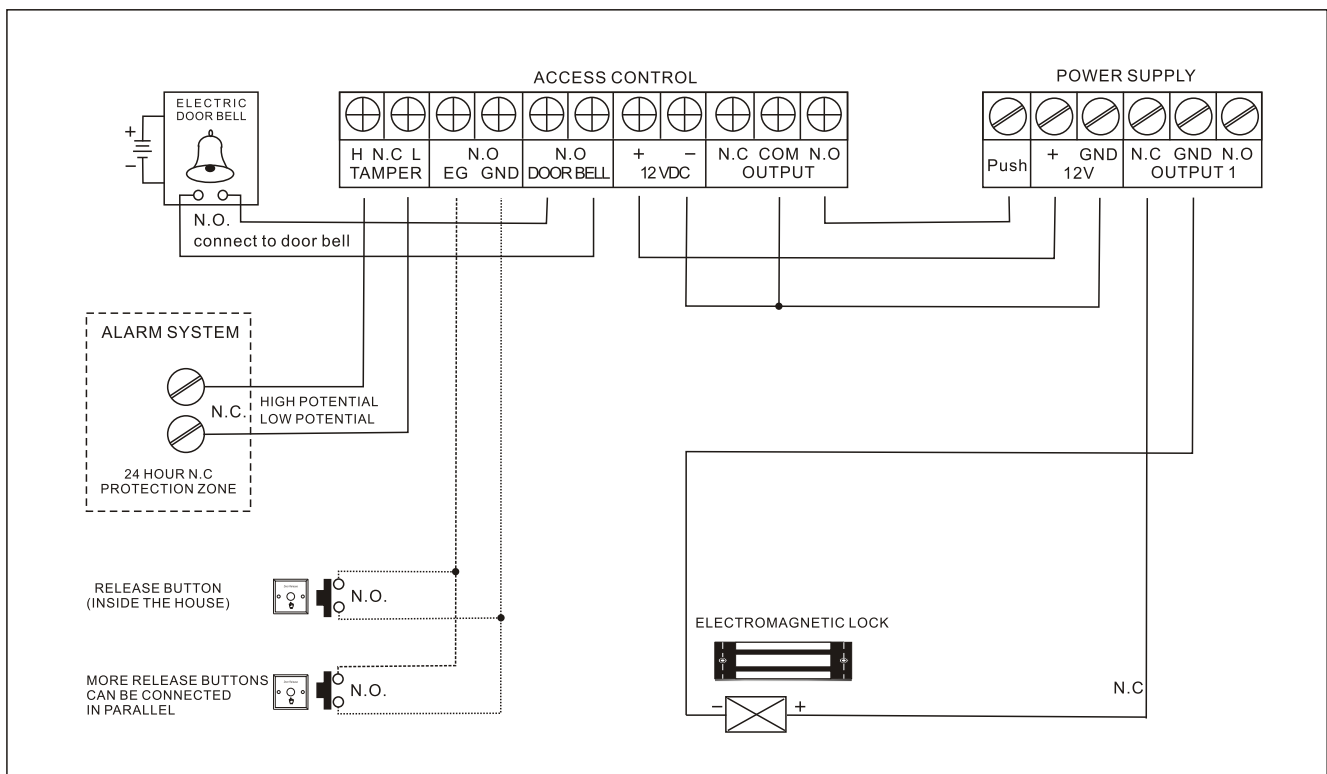 ACCESS CONTROL
POWER SUPPLY
ELECTRIC
DOOR BELL
+
–
N.O.
connect to door bell
H N.C L
TAMPER
N.O
EG GND
N.O
DOOR BELL
+ –
12 VDC
N.C COM N.O
OUTPUT
Push
+ GND
12V
N.C GND N.O
OUTPUT 1
ALARM SYSTEM
N.C.
HIGH POTENTIAL
LOW POTENTIAL
24 HOUR N.C
PROTECTION ZONE
RELEASE BUTTON
(INSIDE THE HOUSE)
N.O.
MORE RELEASE BUTTONS
CAN BE CONNECTED
IN PARALLEL
N.O.
ELECTROMAGNETIC LOCK
– +
N.C